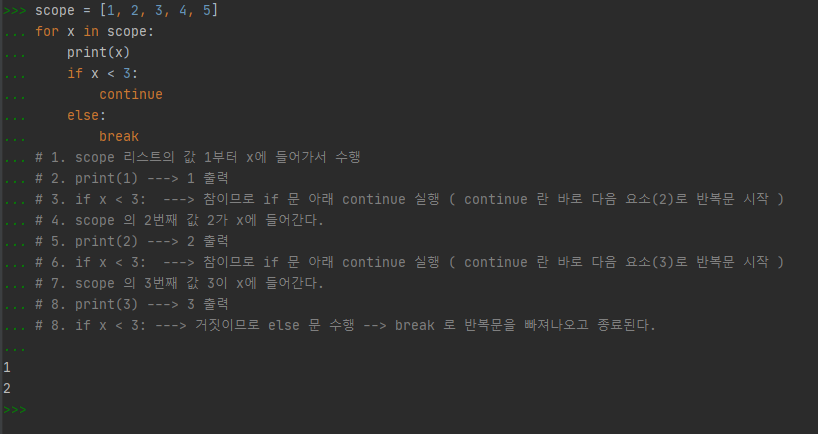 >>> scope = [1, 2, 3, 4, 5]
... for x in scope:
...     print(x)
...     if x < 3:
...         continue
...     else:
...         break
... # 1. scope 리스트의 값 1부터 x에 들어가서 수행
... # 2. print(1) ---> 1 출력
... # 3. if x < 3:  ---> 참이므로 if 문 아래 continue 실행 ( continue 란 바로 다음 요소(2)로 반복문 시작 )
... # 4. scope 의 2번째 값 2가 x에 들어간다.
... # 5. print(2) ---> 2 출력
... # 6. if x < 3:  ---> 참이므로 if 문 아래 continue 실행 ( continue 란 바로 다음 요소(3)로 반복문 시작 )
... # 7. scope 의 3번째 값 3이 x에 들어간다.
... # 8. print(3) ---> 3 출력
... # 8. if x < 3: ---> 거짓이므로 else 문 수행 --> break 로 반복문을 빠져나오고 종료된다.
...
1
2
>>>